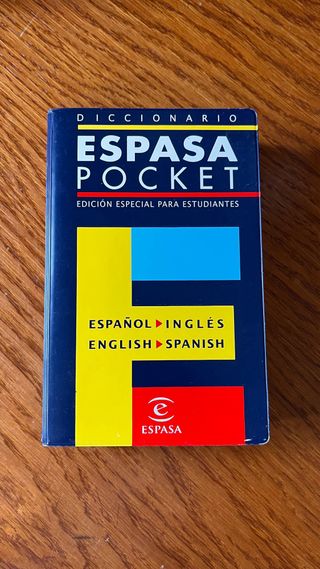 DICCIONARIO
ESPASA
POCKET
EDICIÓN ESPECIAL PARA ESTUDIANTES
ESPAÑOL ▶ INGLÉS
ENGLISH ▶ SPANISH
e
ESPASA